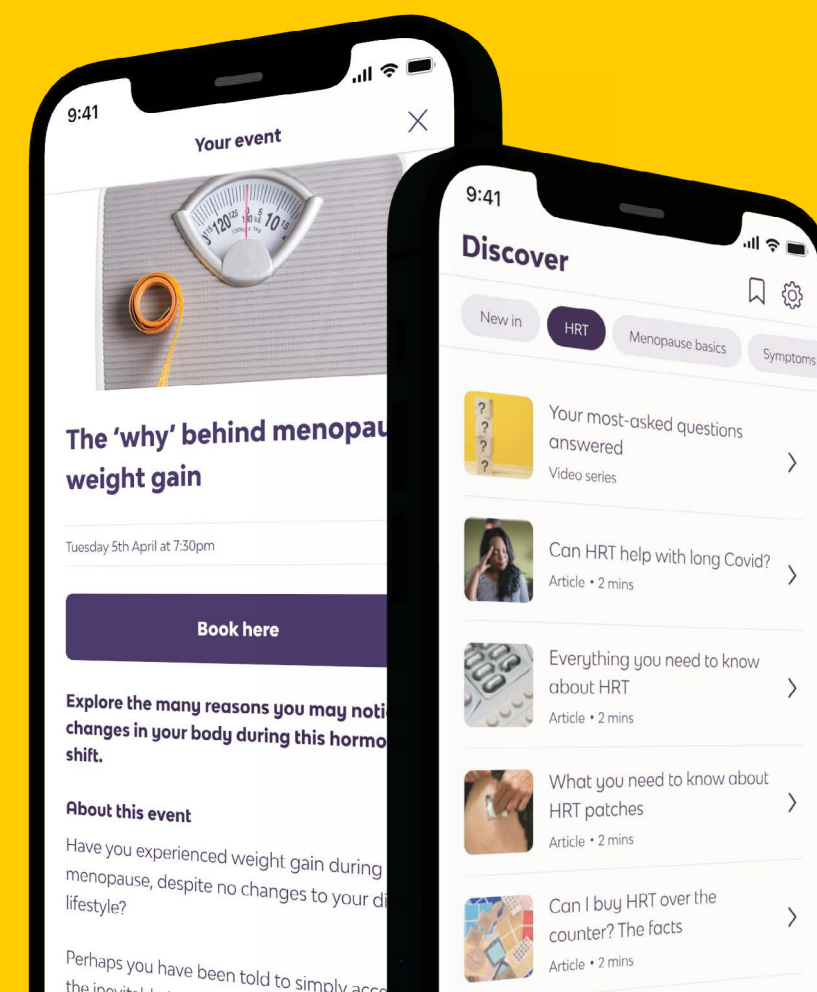 9:41
Your event
The ‘why’ behind
weight gain
Tuesday 5th April at 7:30pm
Book here
Explore the many reasons you may
changes in your body during this
shift.
About this event
Have you experienced weight gain during
menopause, despite no changes to your
lifestyle?
Perhaps you have been told to simply
9:41
Discover
New in
HRT
Menopause basics
Symptoms
Your most-asked questions
answered
Video series
Can HRT help with long Covid?
Article • 2 mins
Everything you need to know
about HRT
Article • 2 mins
What you need to know about
HRT patches
Article • 2 mins
Can I buy HRT over the
counter? The facts
Article • 2 mins